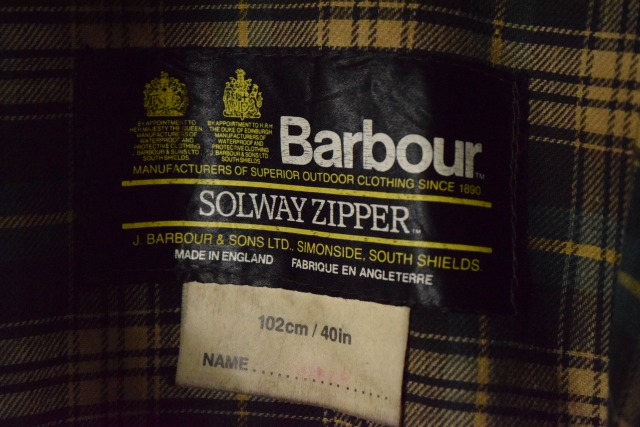 BY APPOINTMENT TO
HER MAJESTY THE QUEEN
MANUFACTURERS OF
WATERPROOF AND
PROTECTIVE CLOTHING
J. BARBOUR & SONS LTD
SOUTH SHIELDS
BY APPOINTMENT TO H.R.H.
THE DUKE OF EDINBURGH
MANUFACTURERS OF
WATERPROOF AND
PROTECTIVE CLOTHING
J. BARBOUR & SONS LTD.
SOUTH SHIELDS
Barbour™
MANUFACTURERS OF SUPERIOR OUTDOOR CLOTHING SINCE 1890
SOLWAY ZIPPER™
J. BARBOUR & SONS LTD., SIMONSIDE, SOUTH SHIELDS.
MADE IN ENGLAND FABRIQUE EN ANGLETERRE
102cm / 40in
NAME....................